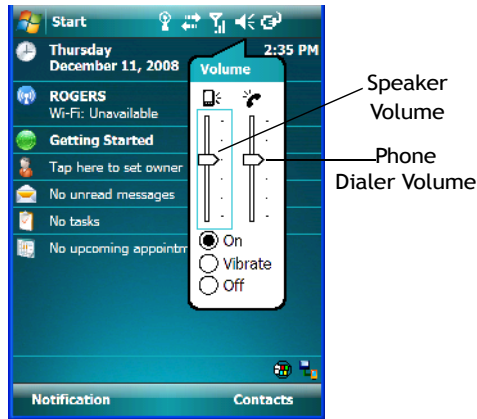 Start
Thursday 2:35 PM
December 11, 2008
Volume
ROGERS
Wi-Fi: Unavailable
Getting Started
Tap here to set owner
No unread messages
No tasks
No upcoming appointm
On
Vibrate
Off
Notification Contacts
Speaker
Volume
Phone
Dialer Volume